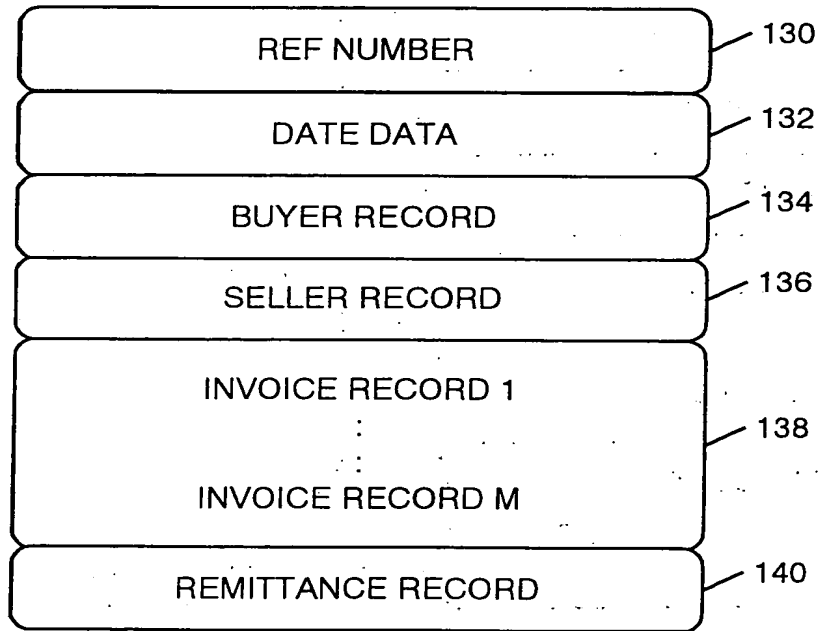 REF NUMBER 130
DATE DATA 132
BUYER RECORD 134
SELLER RECORD 136
INVOICE RECORD 1
:
: 138
INVOICE RECORD M
REMITTANCE RECORD 140